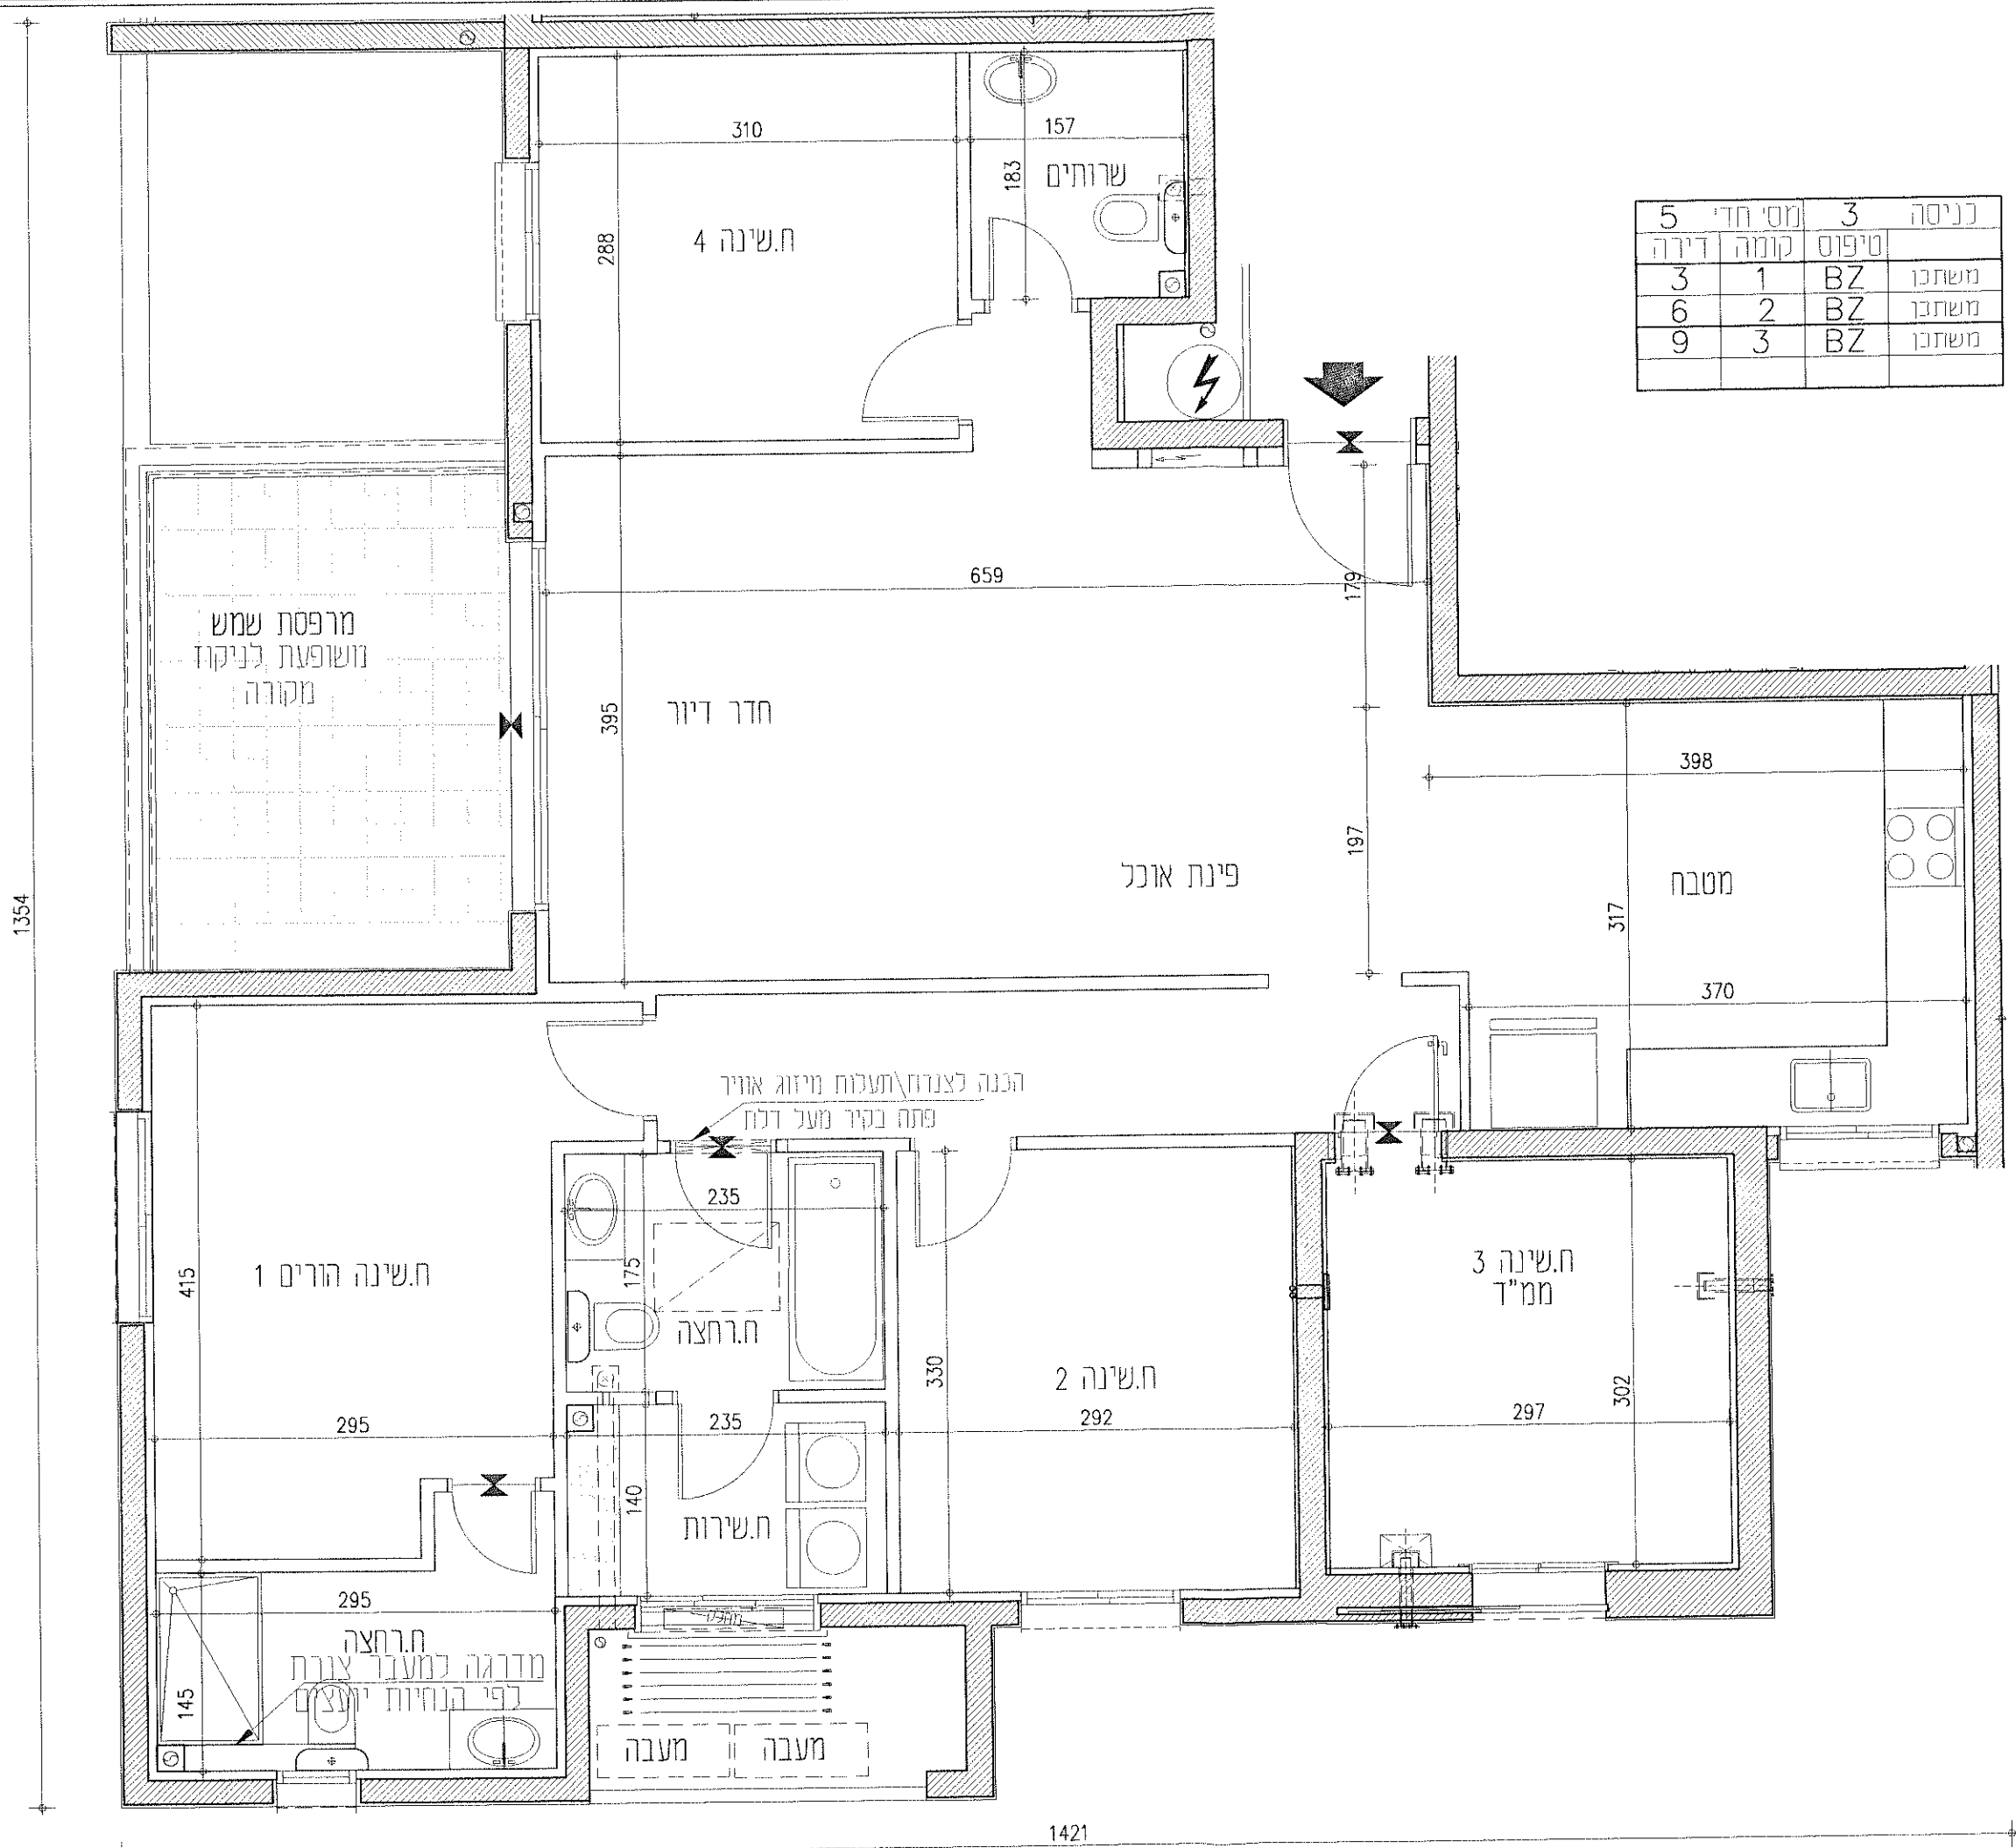 310
157
183
שרותים
ח.שינה 4
288
כניסה 3 מס' חד' 5
טיפוס קומה דירה
משתכן BZ 1 3
משתכן BZ 2 6
משתכן BZ 3 9
659
179
מרפסת שמש
משופעת לניקוז
מקורה
395
חדר דיור
398
197
פינת אוכל
מטבח
317
1354
370
הכנה לצנרת\תעלות מיזוג אוויר
פתח בקיר מעל דלת
235
175
ח.שינה הורים 1
415
ח.רחצה
ח.שינה 3
ממ"ד
330
ח.שינה 2
302
295
235
292
297
140
ח.שירות
295
ח.רחצה
מדרגה למעבר צנרת
לפי הנחיות יועצים
145
מעבה
מעבה
1421